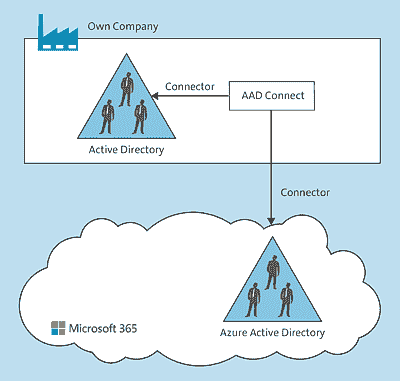 Own Company
Connector
AAD Connect
Active Directory
Connector
Microsoft 365
Azure Active Directory